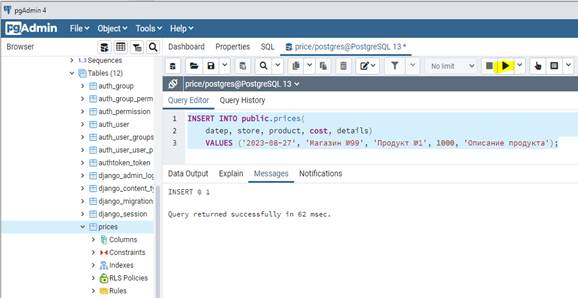 pgAdmin 4
pgAdmin File Object Tools Help
Browser
Dashboard Properties SQL price/postgres@PostgreSQL 13 *
No limit
price/postgres@PostgreSQL 13
Query Editor Query History
1 INSERT INTO public.prices(
2 datep, store, product, cost, details)
3 VALUES ('2023-08-27', 'Магазин №99', 'Продукт №1', 1000, 'Описание продукта');
Data Output Explain Messages Notifications
INSERT 0 1
Query returned successfully in 62 msec.
1.3 Sequences
Tables (12)
auth_group
auth_group_perm
auth_permission
auth_user
auth_user_groups
auth_user_user_p
authtoken_token
django_admin_log
django_content_ty
django_migration
django_session
prices
Columns
Constraints
Indexes
RLS Policies
Rules